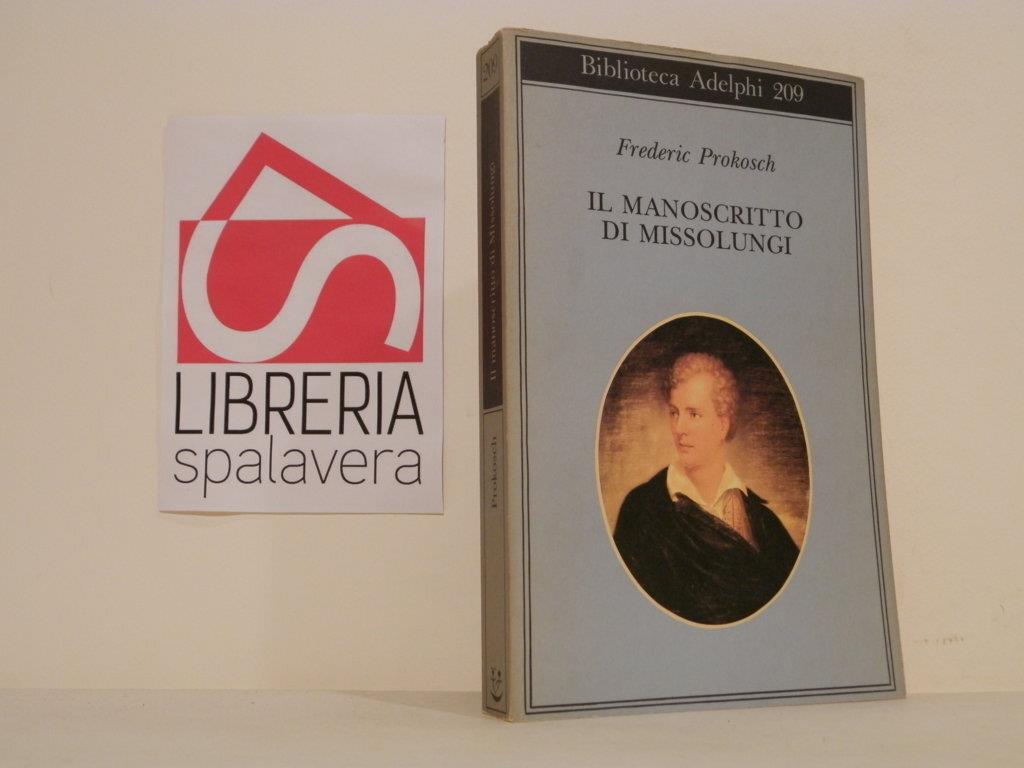 LIBRERIA
spalavera
209
Il manoscritto di Missolungi
Prokosch
Biblioteca Adelphi 209
Frederic Prokosch
IL MANOSCRITTO
DI MISSOLUNGI